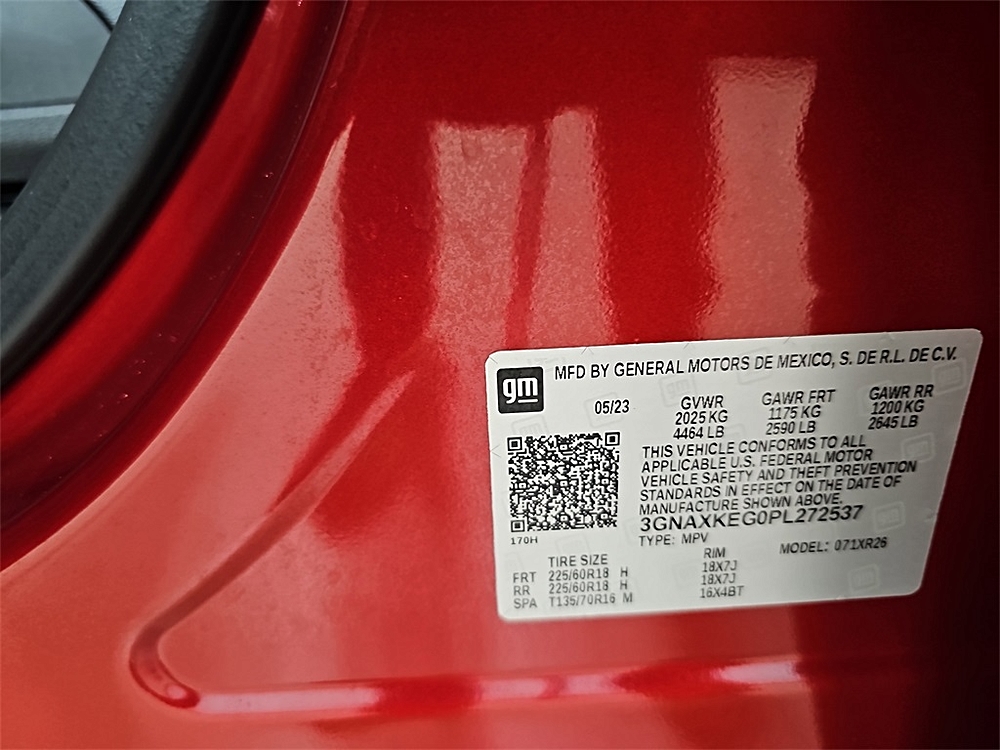 gm
MFD BY GENERAL MOTORS DE MEXICO, S. DE R.L. DE C.V.
05/23 GVWR GAWR FRT GAWR RR
2025 KG 1175 KG 1200 KG
4464 LB 2590 LB 2645 LB
THIS VEHICLE CONFORMS TO ALL
APPLICABLE U.S. FEDERAL MOTOR
VEHICLE SAFETY AND THEFT PREVENTION
STANDARDS IN EFFECT ON THE DATE OF
MANUFACTURE SHOWN ABOVE.
3GNAXKEG0PL272537
170H
TYPE: MPV MODEL: 071XR26
TIRE SIZE RIM
FRT 225/60R18 H 18X7J
RR 225/60R18 H 18X7J
SPA T135/70R16 M 16X4BT